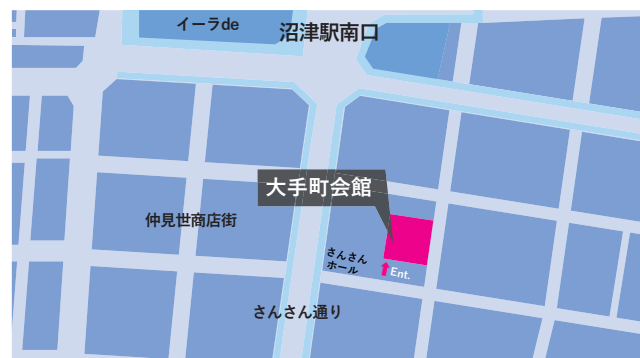 イーラde
沼津駅南口
大手町会館
仲見世商店街
さんさん
ホール
Ent.
さんさん通り